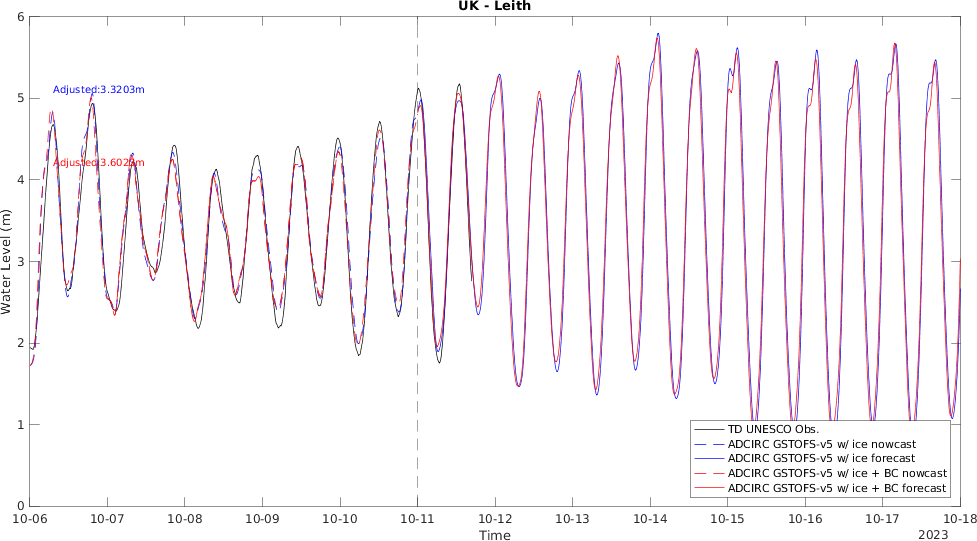 UK - Leith
6
5
4
3
2
1
0
Water Level (m)
Adjusted:3.3203m
Adjusted:3.6023m
TD UNESCO Obs.
ADCIRC GSTOFS-v5 w/ ice nowcast
ADCIRC GSTOFS-v5 w/ ice forecast
ADCIRC GSTOFS-v5 w/ ice + BC nowcast
ADCIRC GSTOFS-v5 w/ ice + BC forecast
10-06 10-07 10-08 10-09 10-10 10-11 10-12 10-13 10-14 10-15 10-16 10-17 10-18
Time
2023